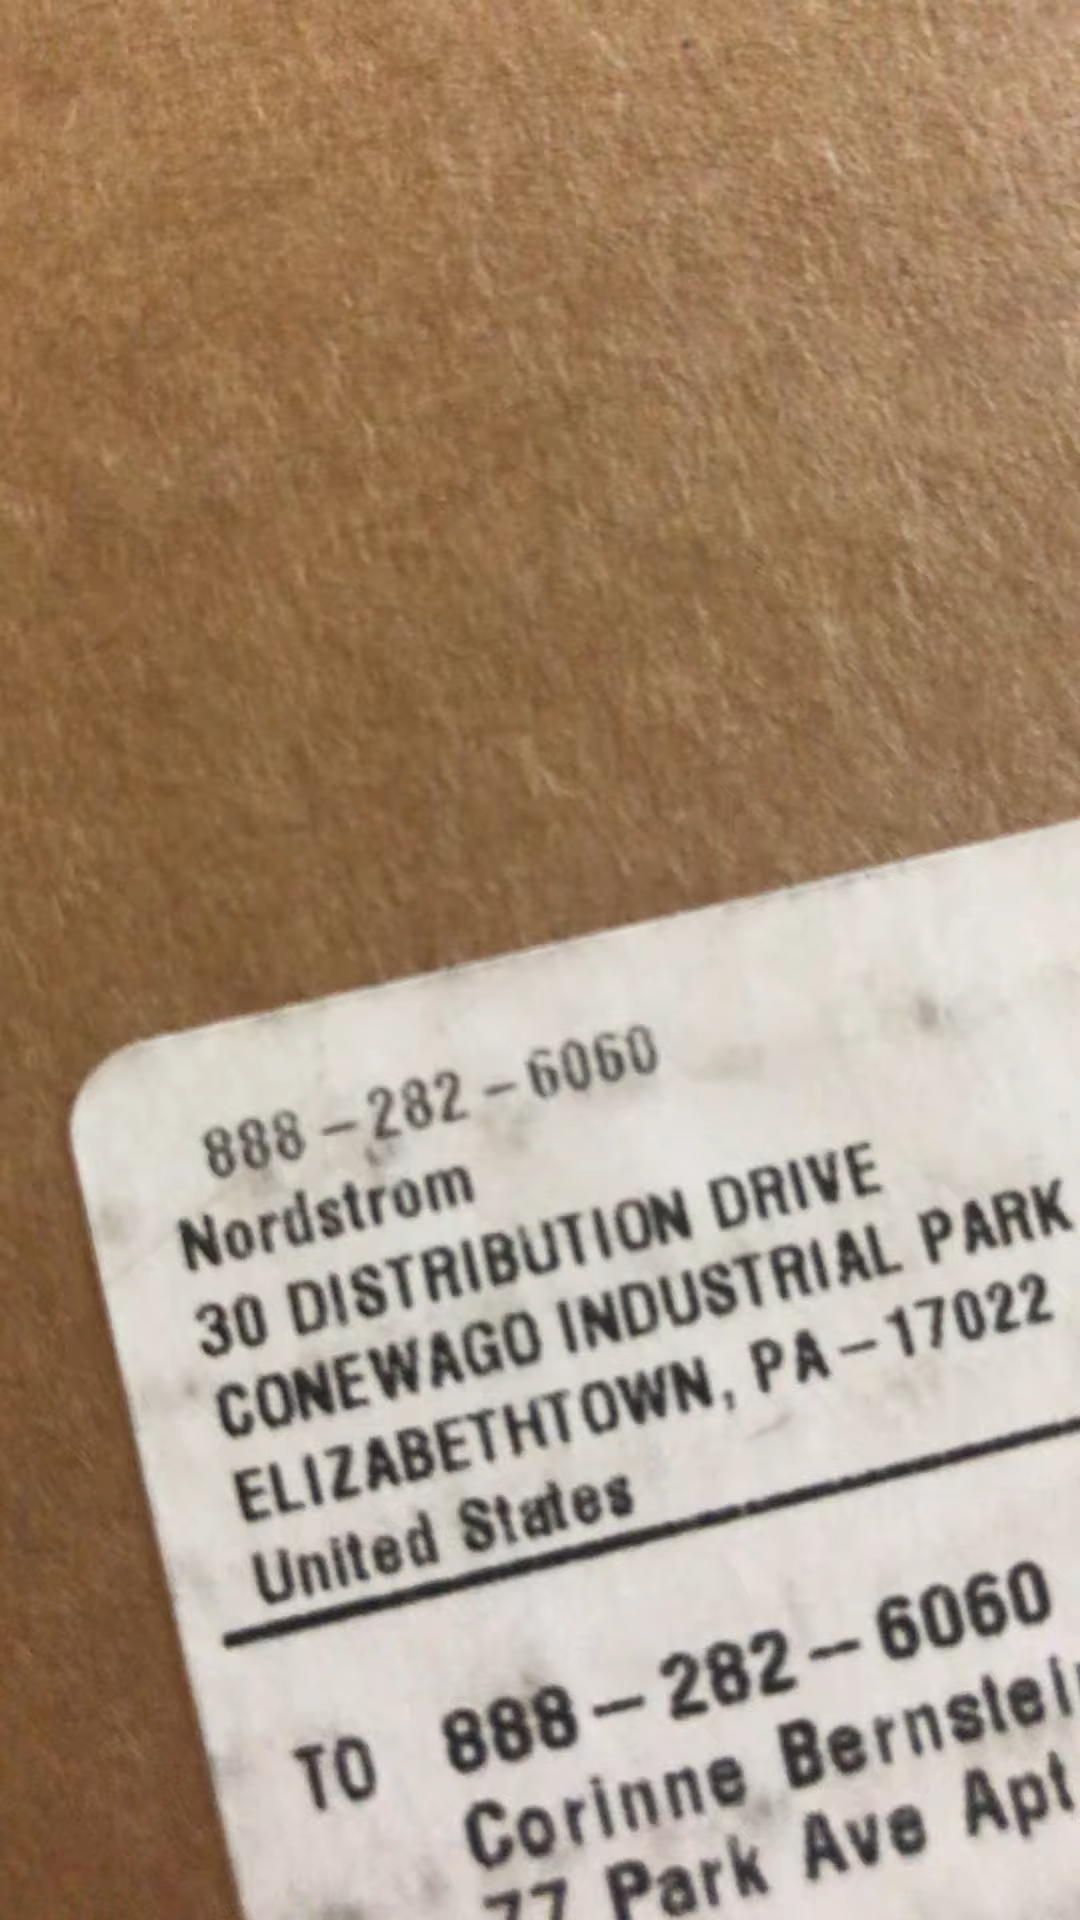 888-282-6060
Nordstrom
30 DISTRIBUTION DRIVE
CONEWAGO INDUSTRIAL PARK
ELIZABETHTOWN, PA-17022
United States
TO 888-282-6060
Corinne Bernstein
77 Park Ave Apt